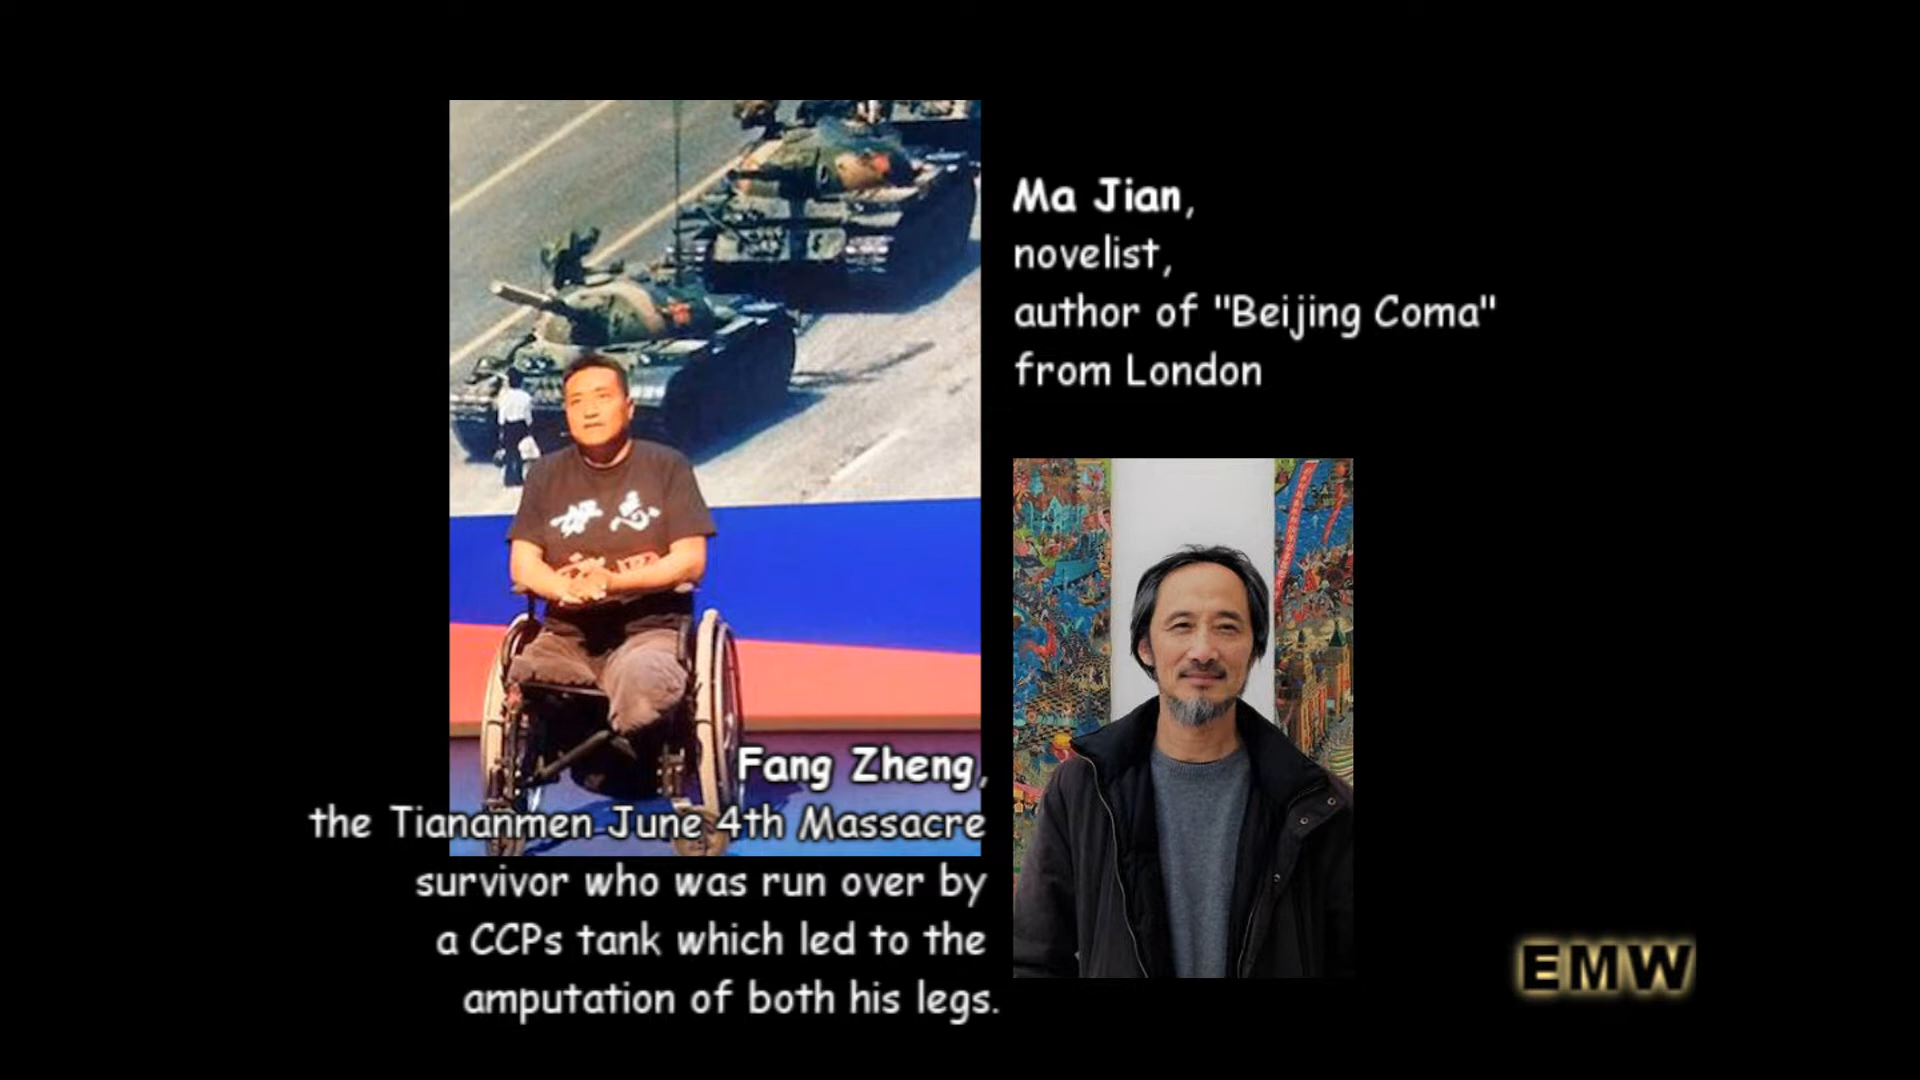 Ma Jian,
novelist,
author of "Beijing Coma"
from London
Fang Zheng,
the Tiananmen June 4th Massacre
survivor who was run over by
a CCPs tank which led to the
amputation of both his legs.
EMW